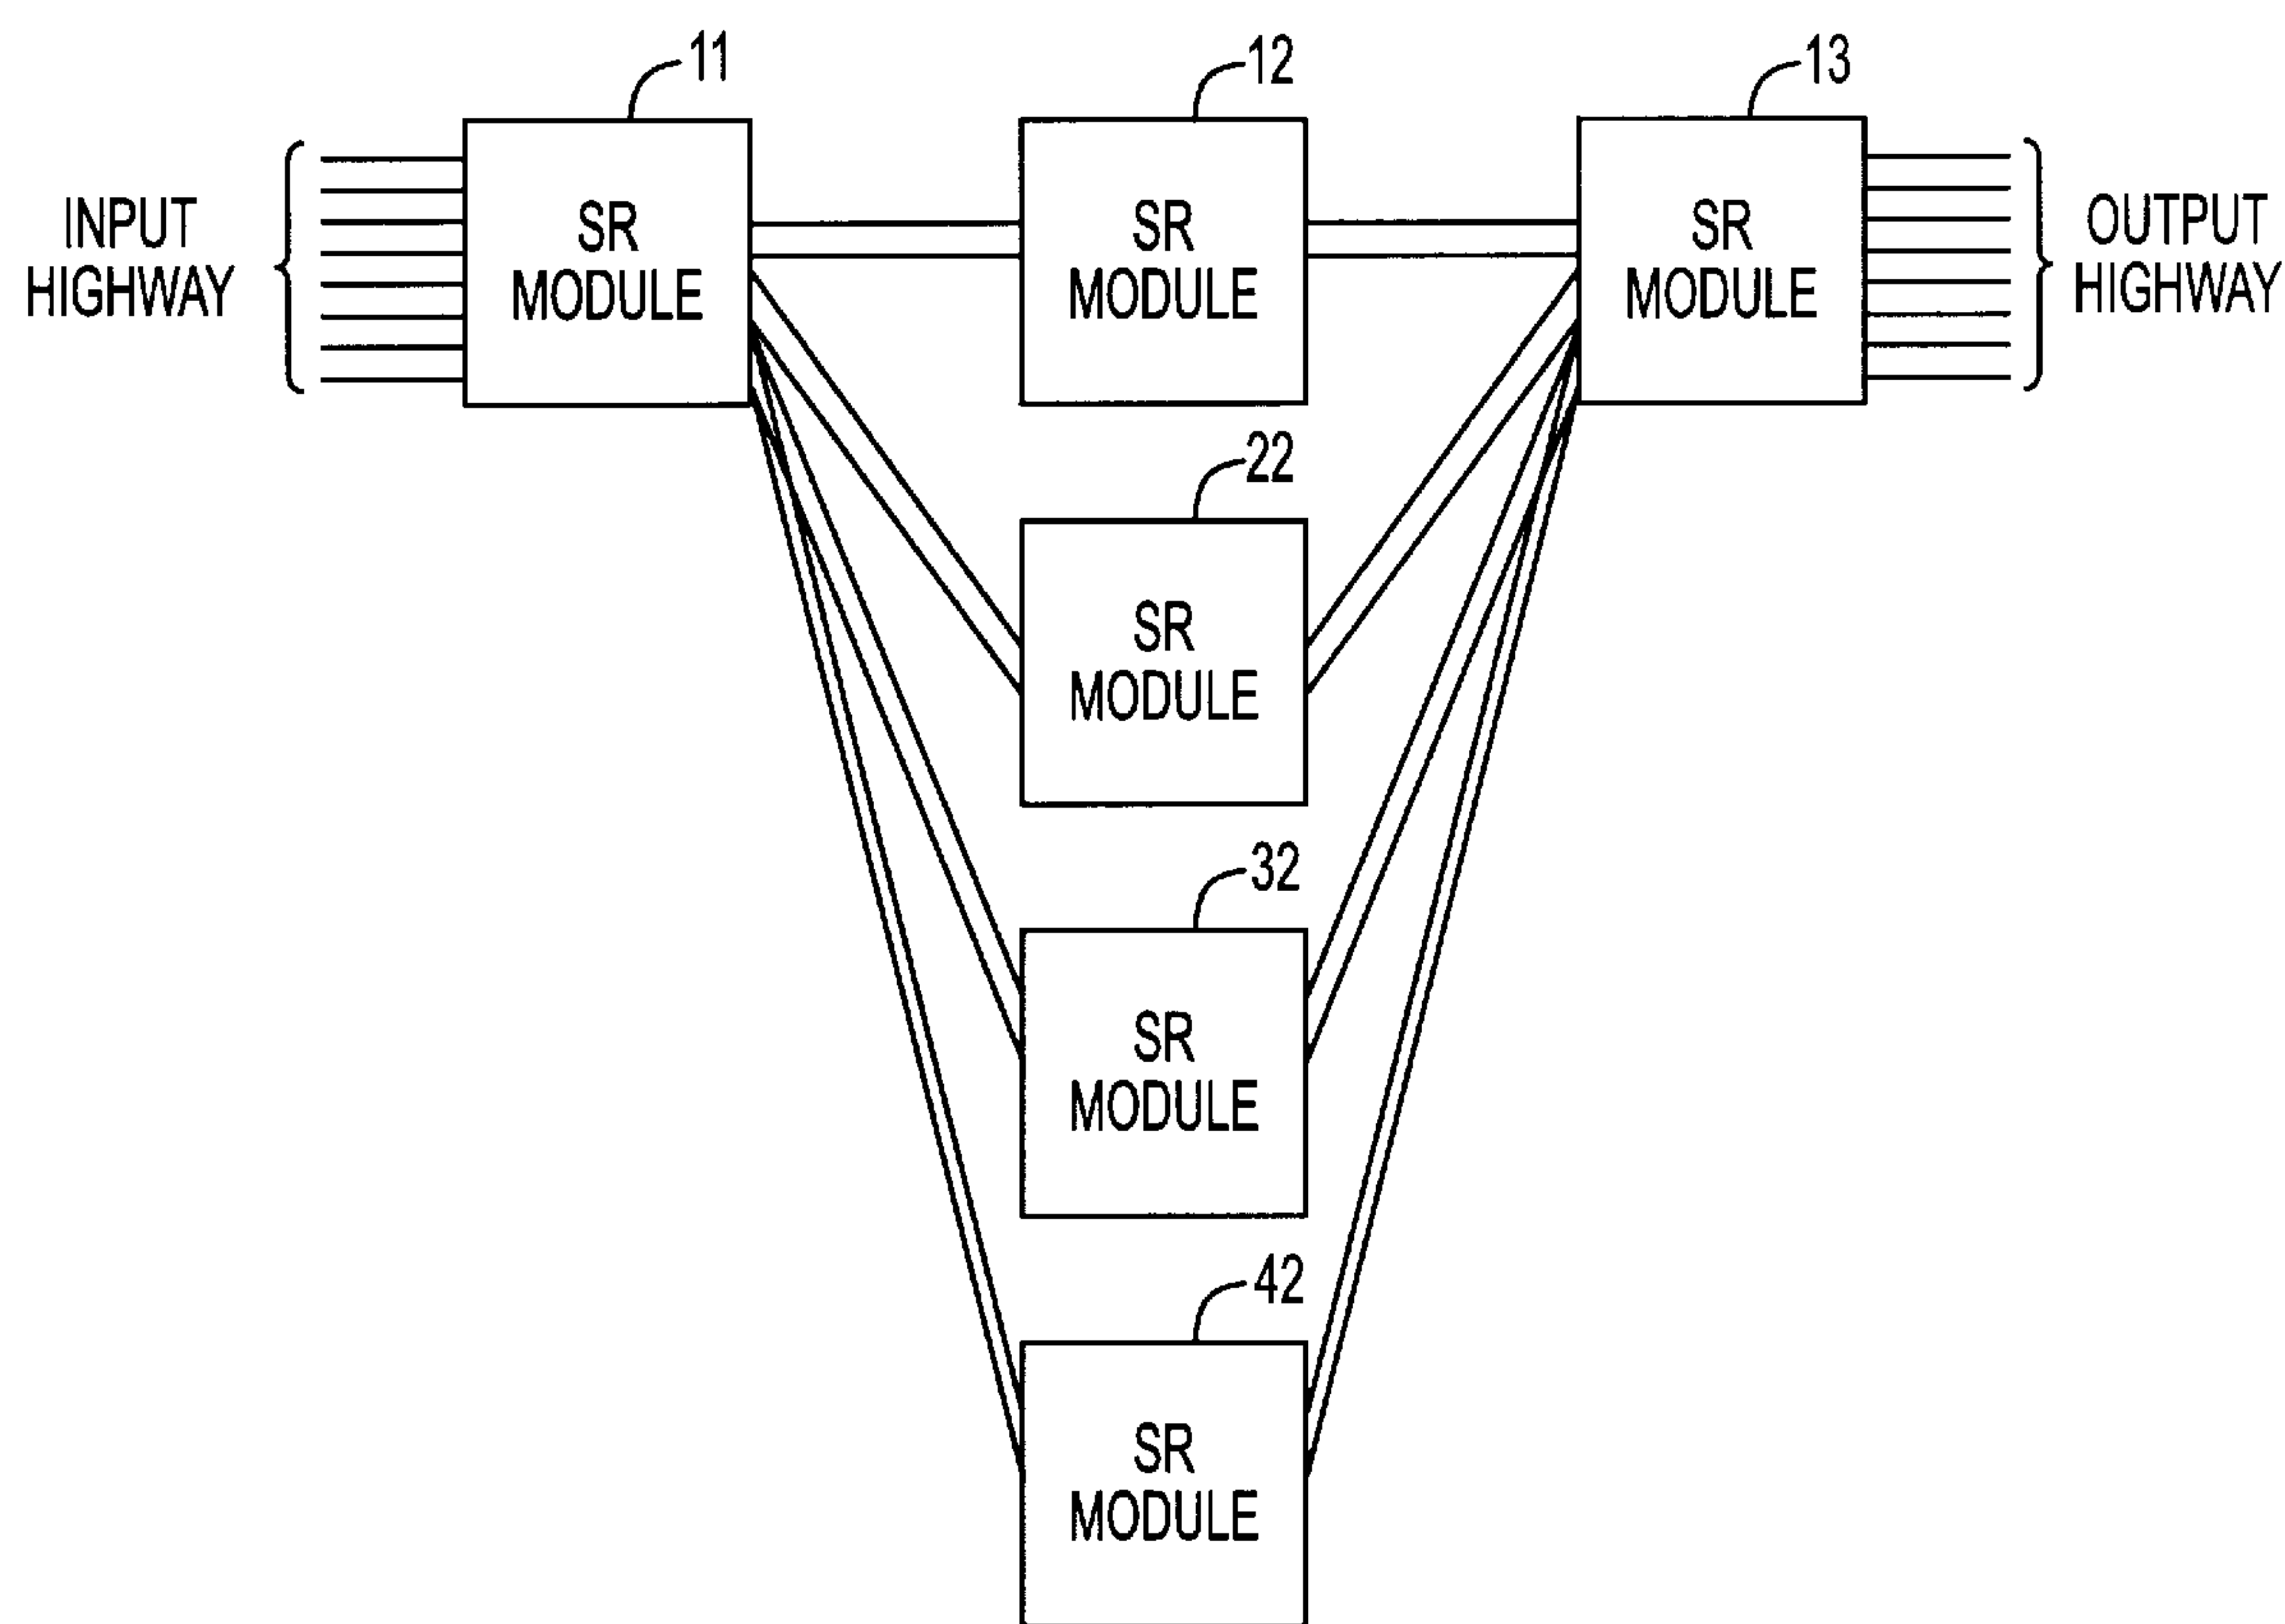 11
12
13
INPUT
HIGHWAY
SR
MODULE
SR
MODULE
SR
MODULE
OUTPUT
HIGHWAY
22
SR
MODULE
32
SR
MODULE
42
SR
MODULE